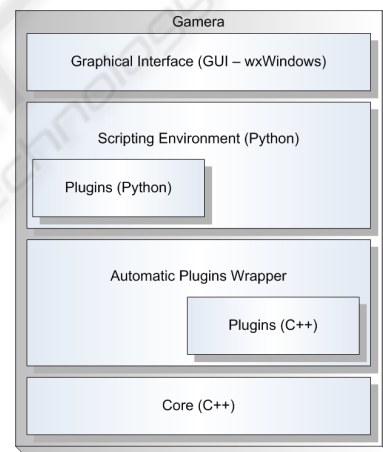 Gamera
Graphical Interface (GUI – wxWindows)
Scripting Environment (Python)
Plugins (Python)
Automatic Plugins Wrapper
Plugins (C++)
Core (C++)